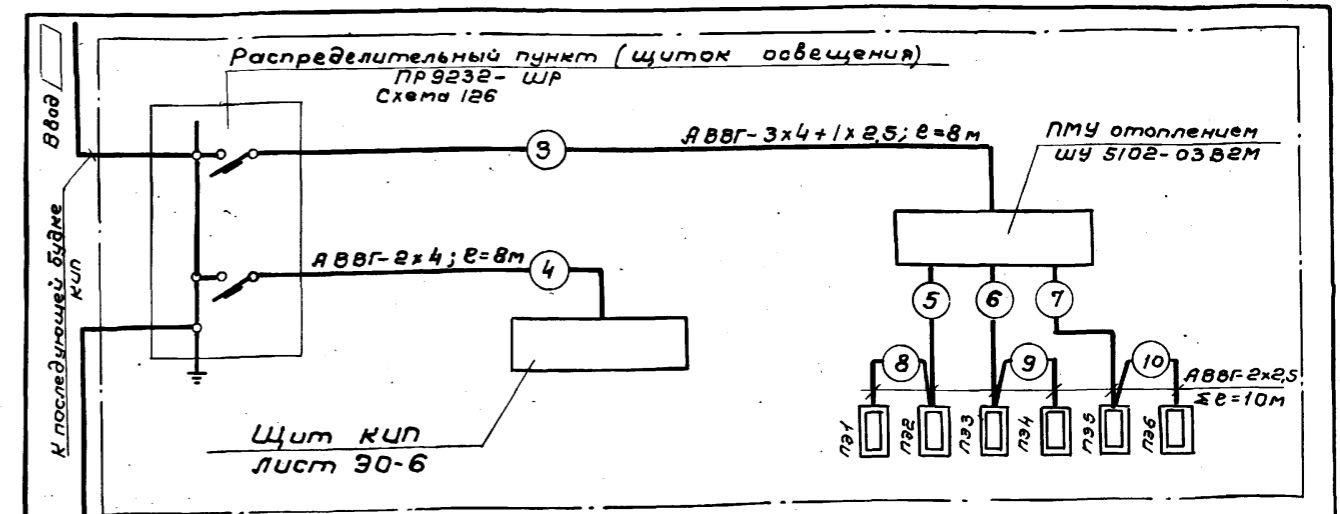 Ввод
Распределительный пункт (щиток освещения)
ПР9232-ШР
Схема 126
К последующей будке
КИП
3
АВВГ-3х4+1х2,5; ℓ=8м
ПМУ отоплением
ШУ 5102-03В2М
АВВГ-2х4; ℓ=8м
4
5
6
7
8
9
10
АВВГ-2х2,5
Σℓ=10м
ПЭ1
ПЭ2
ПЭ3
ПЭ4
ПЭ5
ПЭ6
Щит КИП
Лист ЭО-6